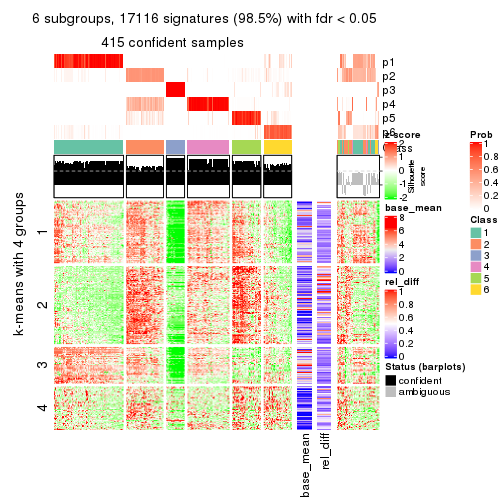 6 subgroups, 17116 signatures (98.5%) with fdr < 0.05
415 confident samples
p1
p2
p3
p4
p5
p6
Class
Silhouette
score
k-means with 4 groups
1
2
3
4
base_mean
rel_diff
z-score
2
1
0
-1
-2
base_mean
8
6
4
2
0
rel_diff
1
0.8
0.6
0.4
0.2
0
Status (barplots)
confident
ambiguous
Prob
1
0.8
0.6
0.4
0.2
0
Class
1
2
3
4
5
6